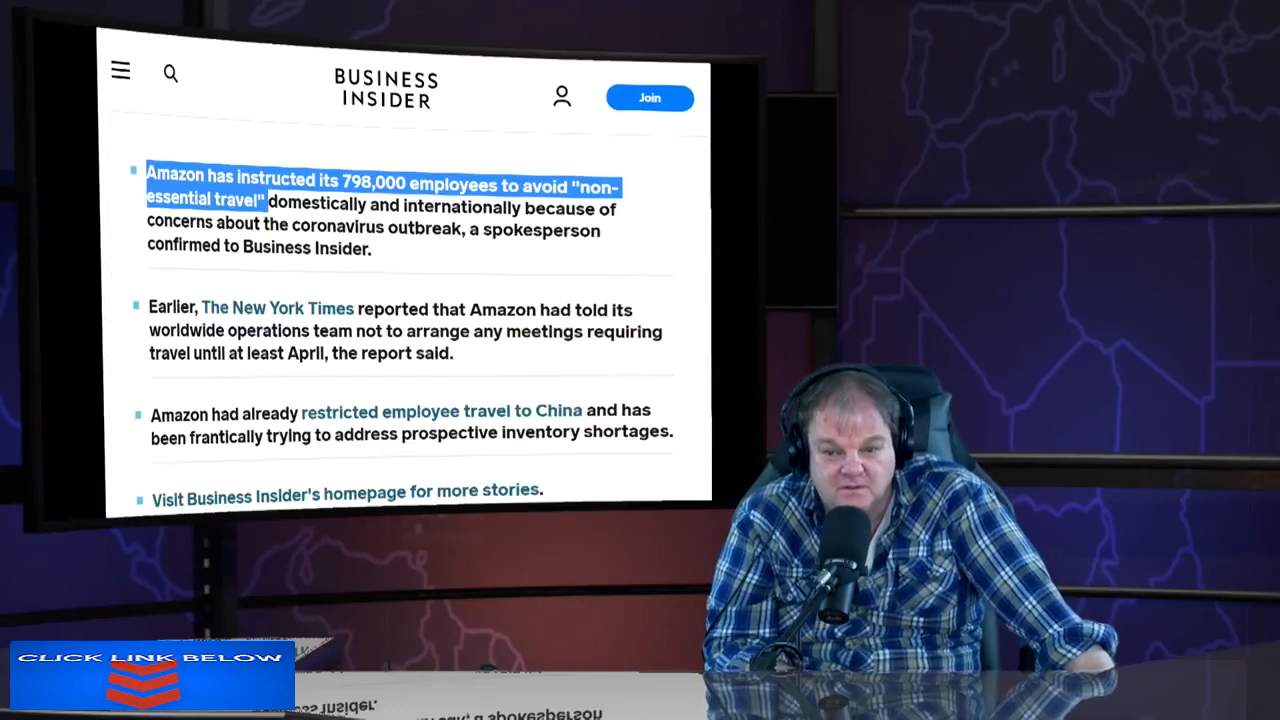 BUSINESS
INSIDER
Join
Amazon has instructed its 798,000 employees to avoid "non-
essential travel" domestically and internationally because of
concerns about the coronavirus outbreak, a spokesperson
confirmed to Business Insider.
Earlier, The New York Times reported that Amazon had told its
worldwide operations team not to arrange any meetings requiring
travel until at least April, the report said.
Amazon had already restricted employee travel to China and has
been frantically trying to address prospective inventory shortages.
Visit Business Insider's homepage for more stories.
CLICK LINK BELOW